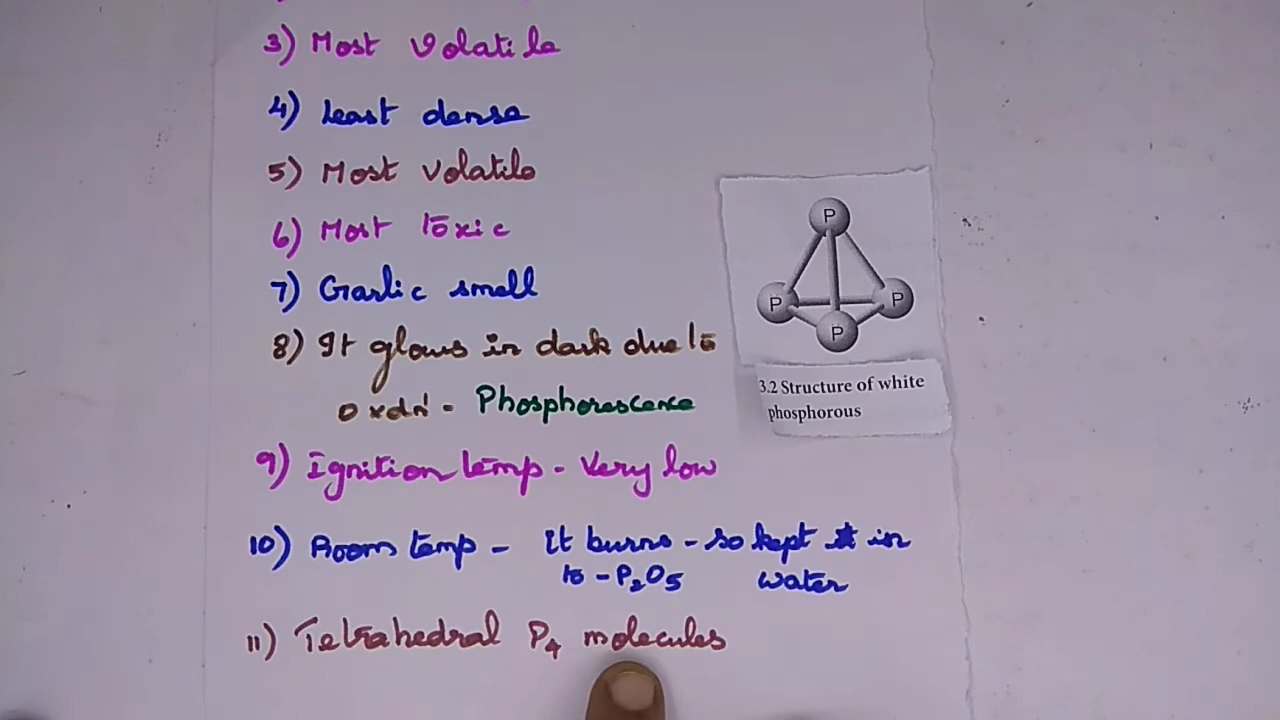 3) Most Volatile
4) Least dense
5) Most Volatile
6) Most toxic
7) Garlic smell
8) It glows in dark due to
oxdn - Phosphorescence
9) Ignition temp - Very low
10) Room temp - It burns - so kept in
to - P₂O₅ water
11) Tetrahedral P₄ molecules
P
P
P
P
3.2 Structure of white
phosphorous